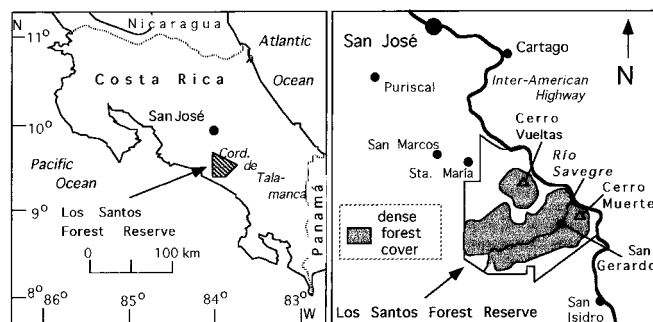 N
Nicaragua
11°
Atlantic
Ocean
Costa Rica
San José
10°
Cord.
de
Tala-
manca
Pacific
Ocean
Los Santos
Forest Reserve
0 100 km
9°
Panamá
8°
86° 85° 84° 83°
W
San José
Cartago
N
Inter-American
Highway
Puriscal
Cerro
Vueltas
San Marcos
Río
Savegre
Sta. María
Cerro
Muerte
dense
forest
cover
San
Gerardo
Los Santos Forest Reserve
San
Isidro